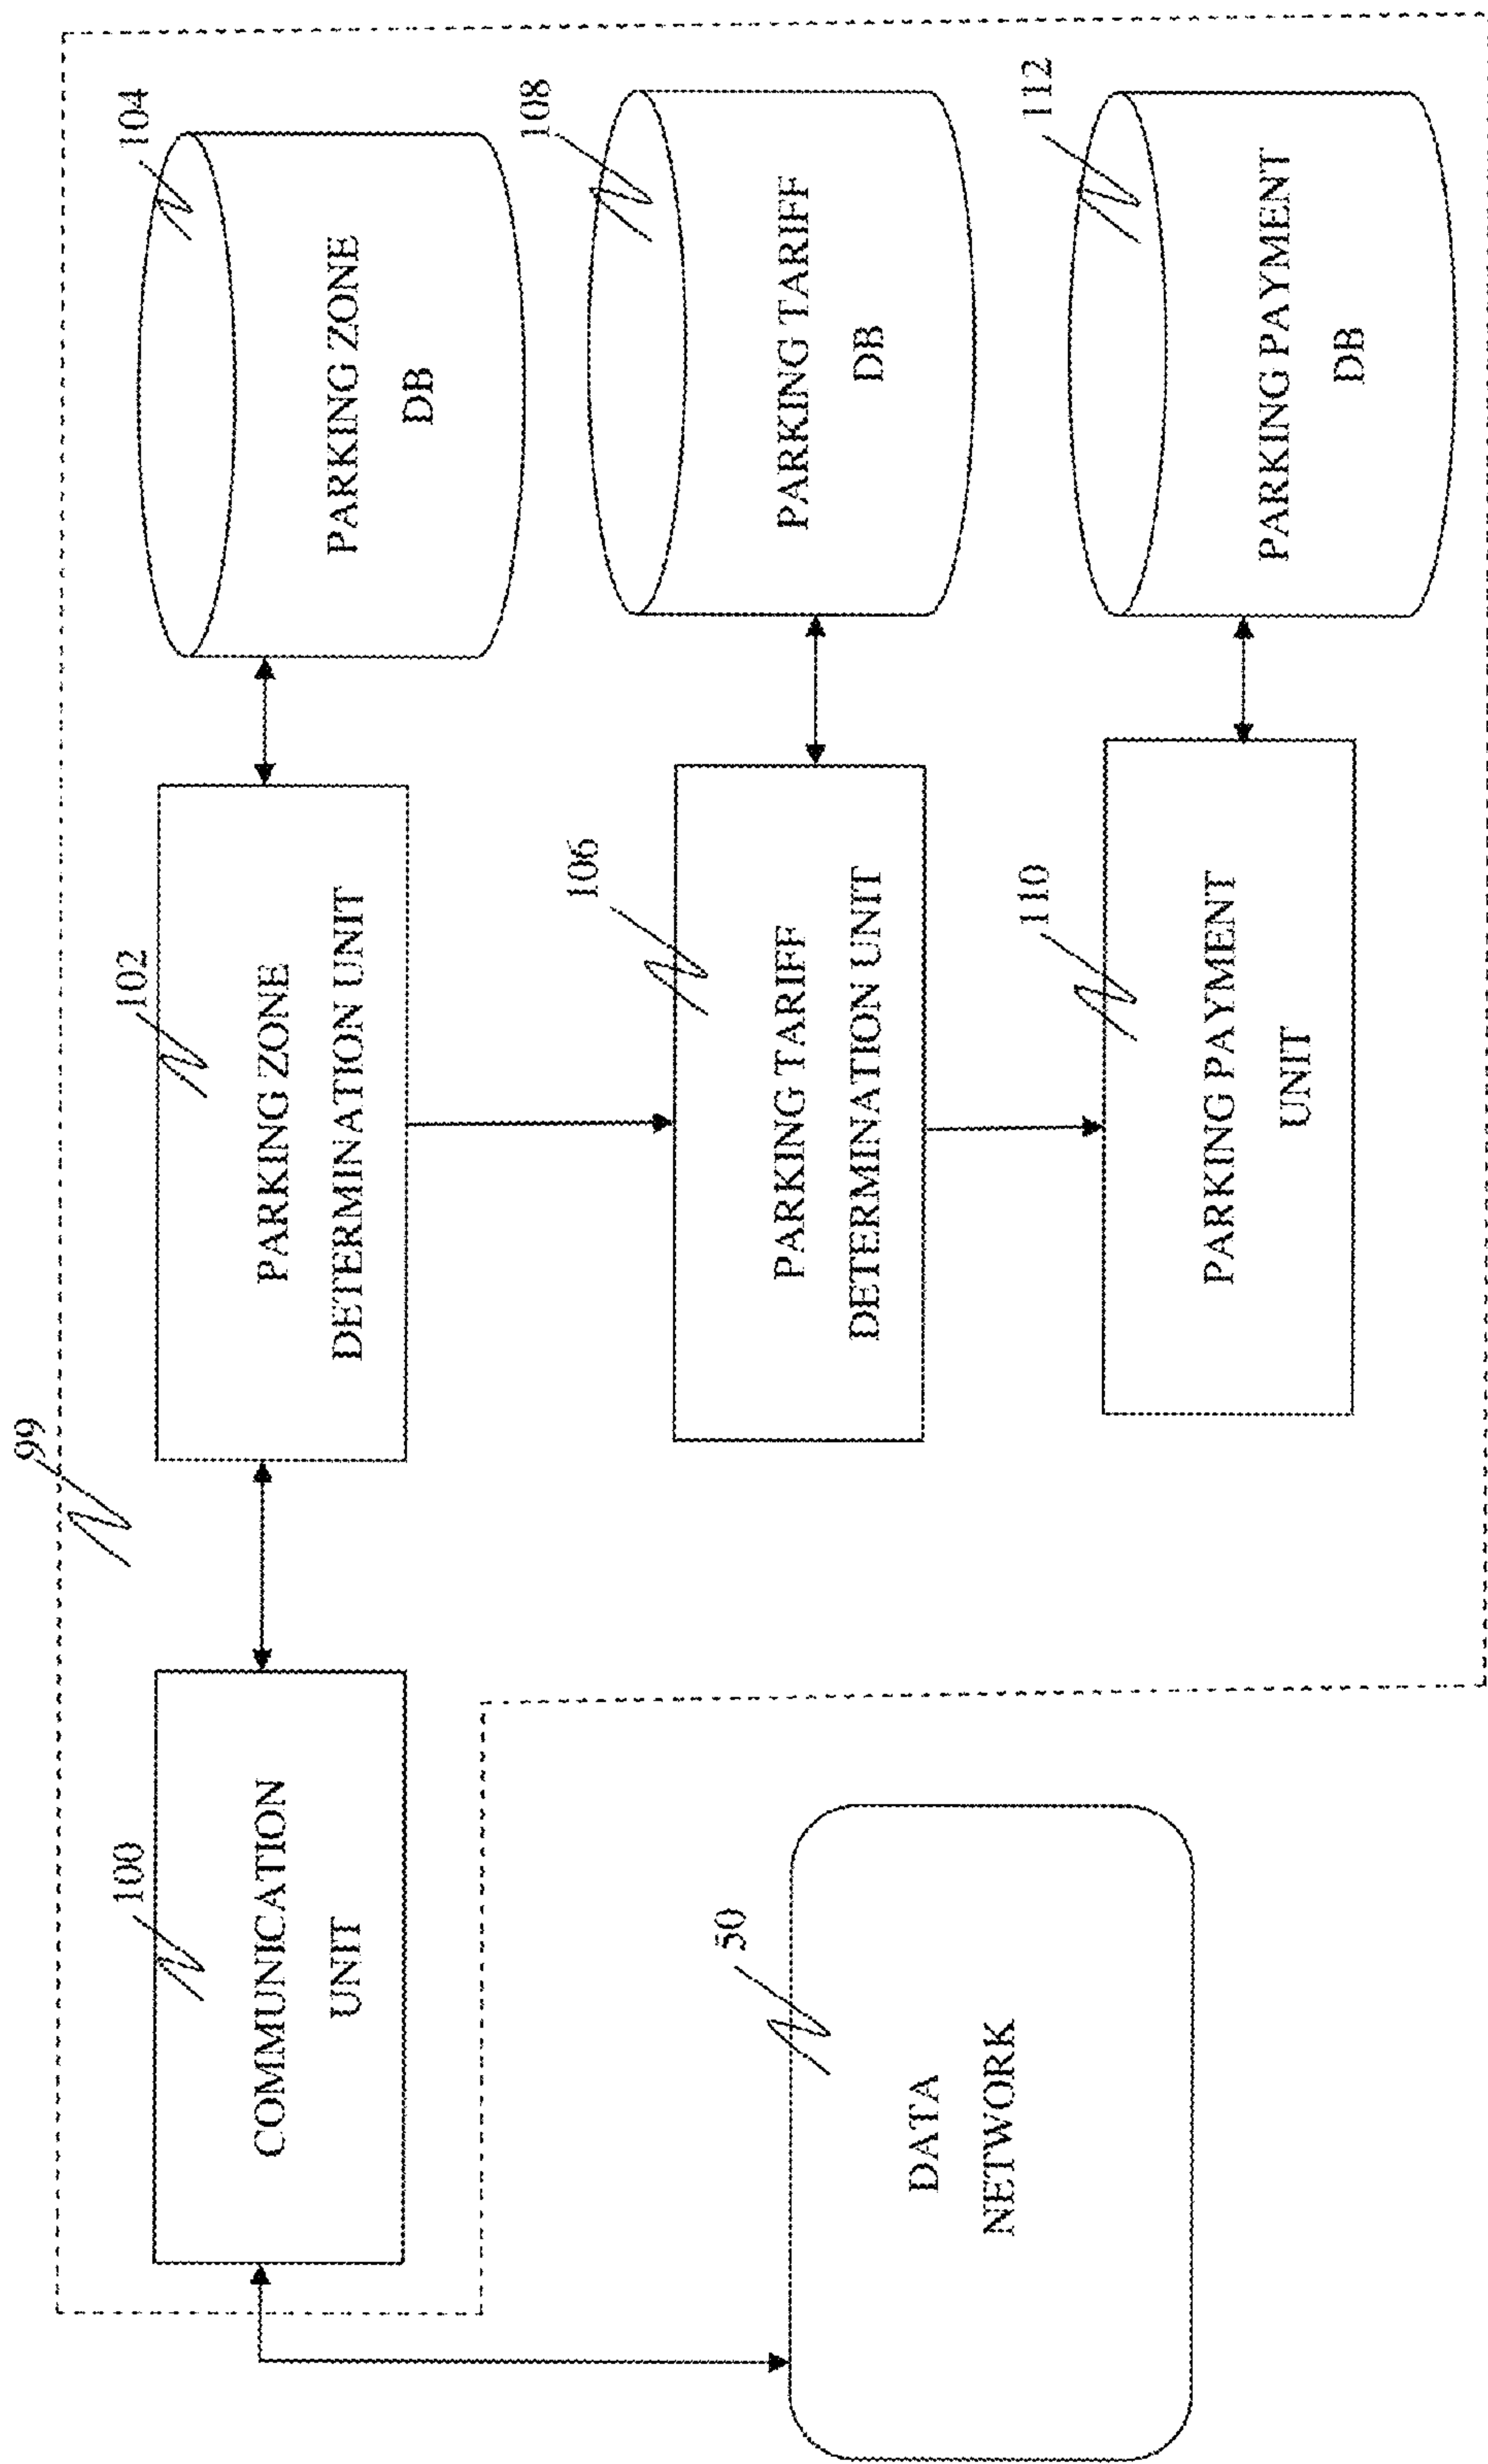 99
100
COMMUNICATION
UNIT
102
PARKING ZONE
DETERMINATION UNIT
104
PARKING ZONE
DB
106
PARKING TARIFF
DETERMINATION UNIT
108
PARKING TARIFF
DB
50
DATA
NETWORK
110
PARKING PAYMENT
UNIT
112
PARKING PAYMENT
DB